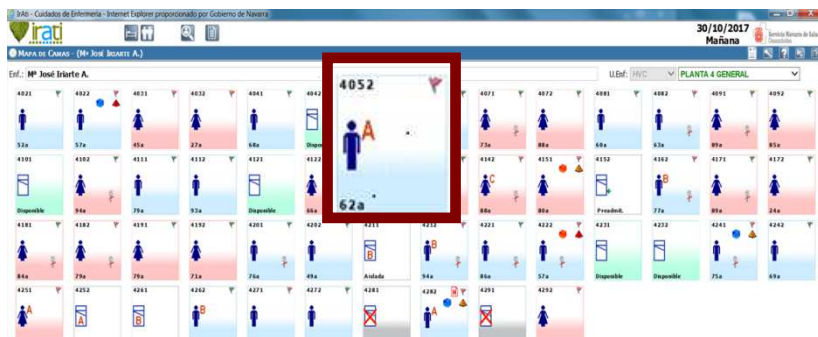 IrAti - Cuidados de Enfermería - Internet Explorer proporcionado por Gobierno de Navarra
irati
30/10/2017
Mañana
MAPA DE CAMAS - (Mª JOSÉ IRIARTE A.)
Enf.: Mª José Iriarte A.
U.Enf: HVC PLANTA 4 GENERAL
4021 4022 4031 4032 4041 4042 4052 4071 4072 4081 4082 4091 4092
A
52a 57a 45a 27a 68a 62a 73a 88a 60a 63a 89a 85a
4101 4102 4111 4112 4121 4122 4142 4151 4152 4162 4171 4172
C B
Disponible 94a 79a 93a Disponible 66a 88a 80a Preadmit. 77a 89a 24a
4181 4182 4191 4192 4201 4202 4211 4212 4221 4222 4231 4232 4241 4242
B B
84a 79a 79a 71a 76a 49a Aislada 94a 86a 57a Disponible Disponible 75a 69a
4251 4252 4261 4262 4271 4272 4281 4282 4291 4292
A A B B A